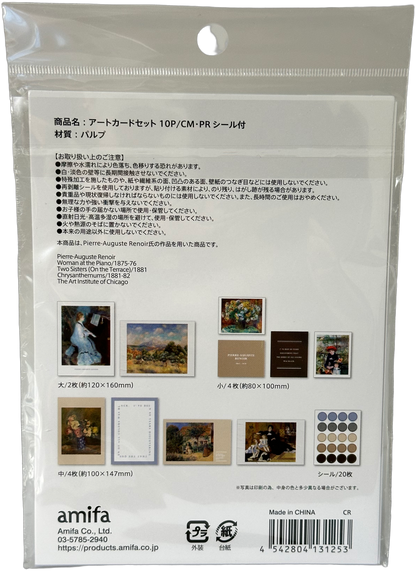 商品名：アートカードセット 10P/CM・PR シール付
材質：パルプ
【お取り扱い上のご注意】
●摩擦や水濡れにより色落ち、色移りする恐れがあります。
●白・淡色の壁等に長期間接触させないでください。
●特殊加工を施したものや、紙や繊維系の面、凹凸のある面、壁紙のつなぎ目などには使用しないでください。
●再剥離シールを使用しておりますが、貼り付ける素材により、のり残り、はがし跡が残る場合があります。
●貴重品や現状復帰しなければならないものには使用しないでください。また、長時間のご使用はおやめください。
●無理な力や強い衝撃を与えないでください。
●お子様の手の届かない場所で使用・保管してください。
●直射日光・高温多湿の場所を避けて、使用・保管してください。
●火や熱源のそばに置かないでください。
●本来の用途以外に使用しないでください。
本商品は、Pierre-Auguste Renoir氏の作品を用いた商品です。
Pierre-Auguste Renoir
Woman at the Piano/1875-76
Two Sisters (On the Terrace)/1881
Chrysanthemums/1881-82
The Art Institute of Chicago
PIERRE-AUGUSTE
RENOIR
大/2枚(約120×160mm)
小/4枚(約80×100mm)
中/4枚(約100×147mm)
シール/20枚
※写真は印刷の為、中身の色と多少異なる場合がございます。
amifa
Amifa Co., Ltd.
03-5785-2940
https://products.amifa.co.jp
プラ
外装
紙
台紙
Made in CHINA
CR
4 542804 131253